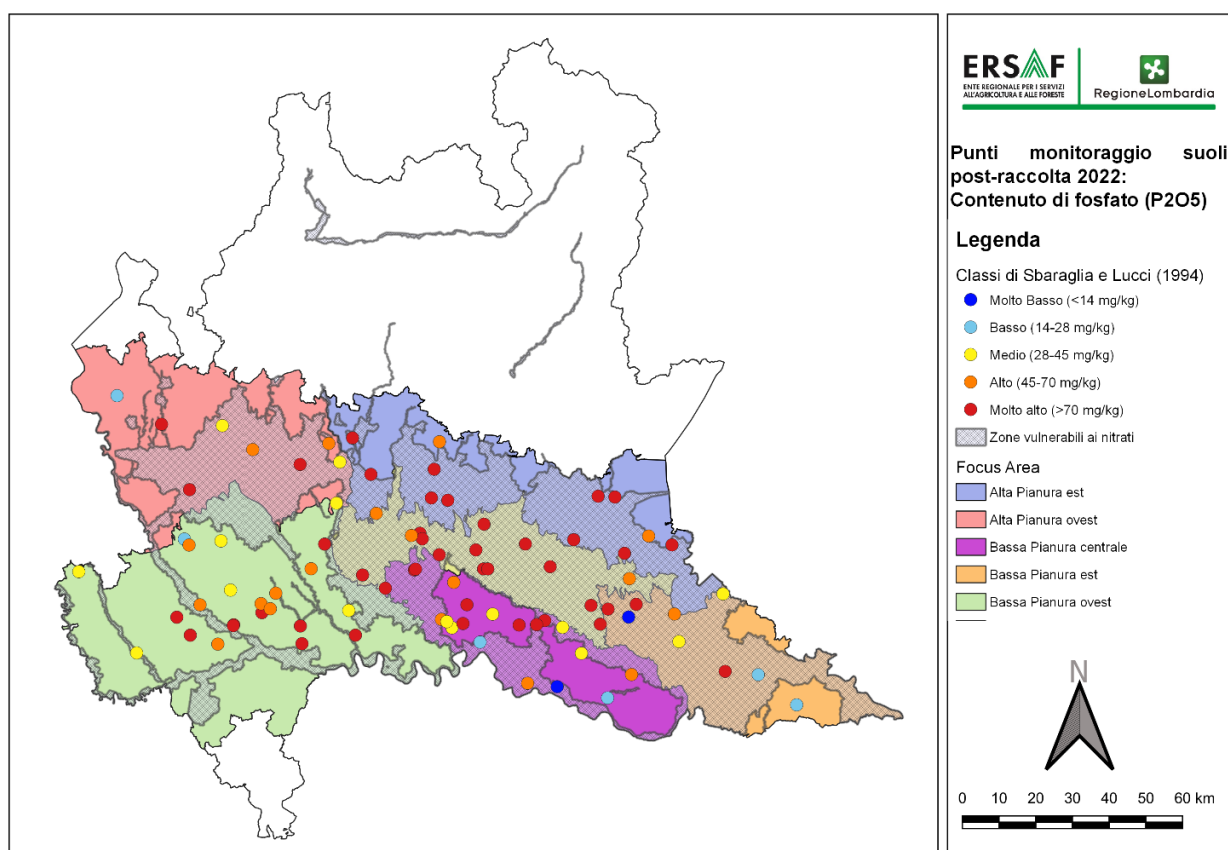 ERSAF
ENTE REGIONALE PER I SERVIZI
ALL'AGRICOLTURA E ALLE FORESTE
RegioneLombardia
Punti monitoraggio suoli
post-raccolta 2022:
Contenuto di fosfato (P2O5)
Legenda
Classi di Sbaraglia e Lucci (1994)
Molto Basso (<14 mg/kg)
Basso (14-28 mg/kg)
Medio (28-45 mg/kg)
Alto (45-70 mg/kg)
Molto alto (>70 mg/kg)
Zone vulnerabili ai nitrati
Focus Area
Alta Pianura est
Alta Pianura ovest
Bassa Pianura centrale
Bassa Pianura est
Bassa Pianura ovest
N
0 10 20 30 40 50 60 km